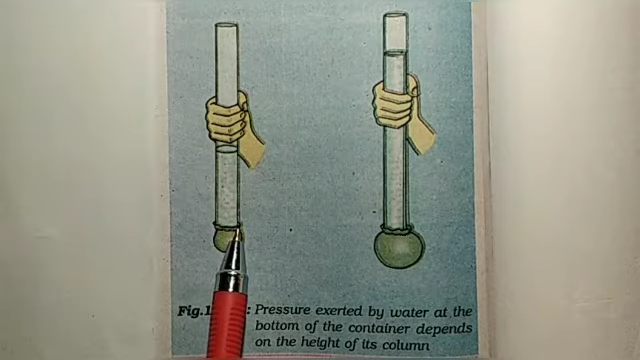 Fig.1 : Pressure exerted by water at the
bottom of the container depends
on the height of its column